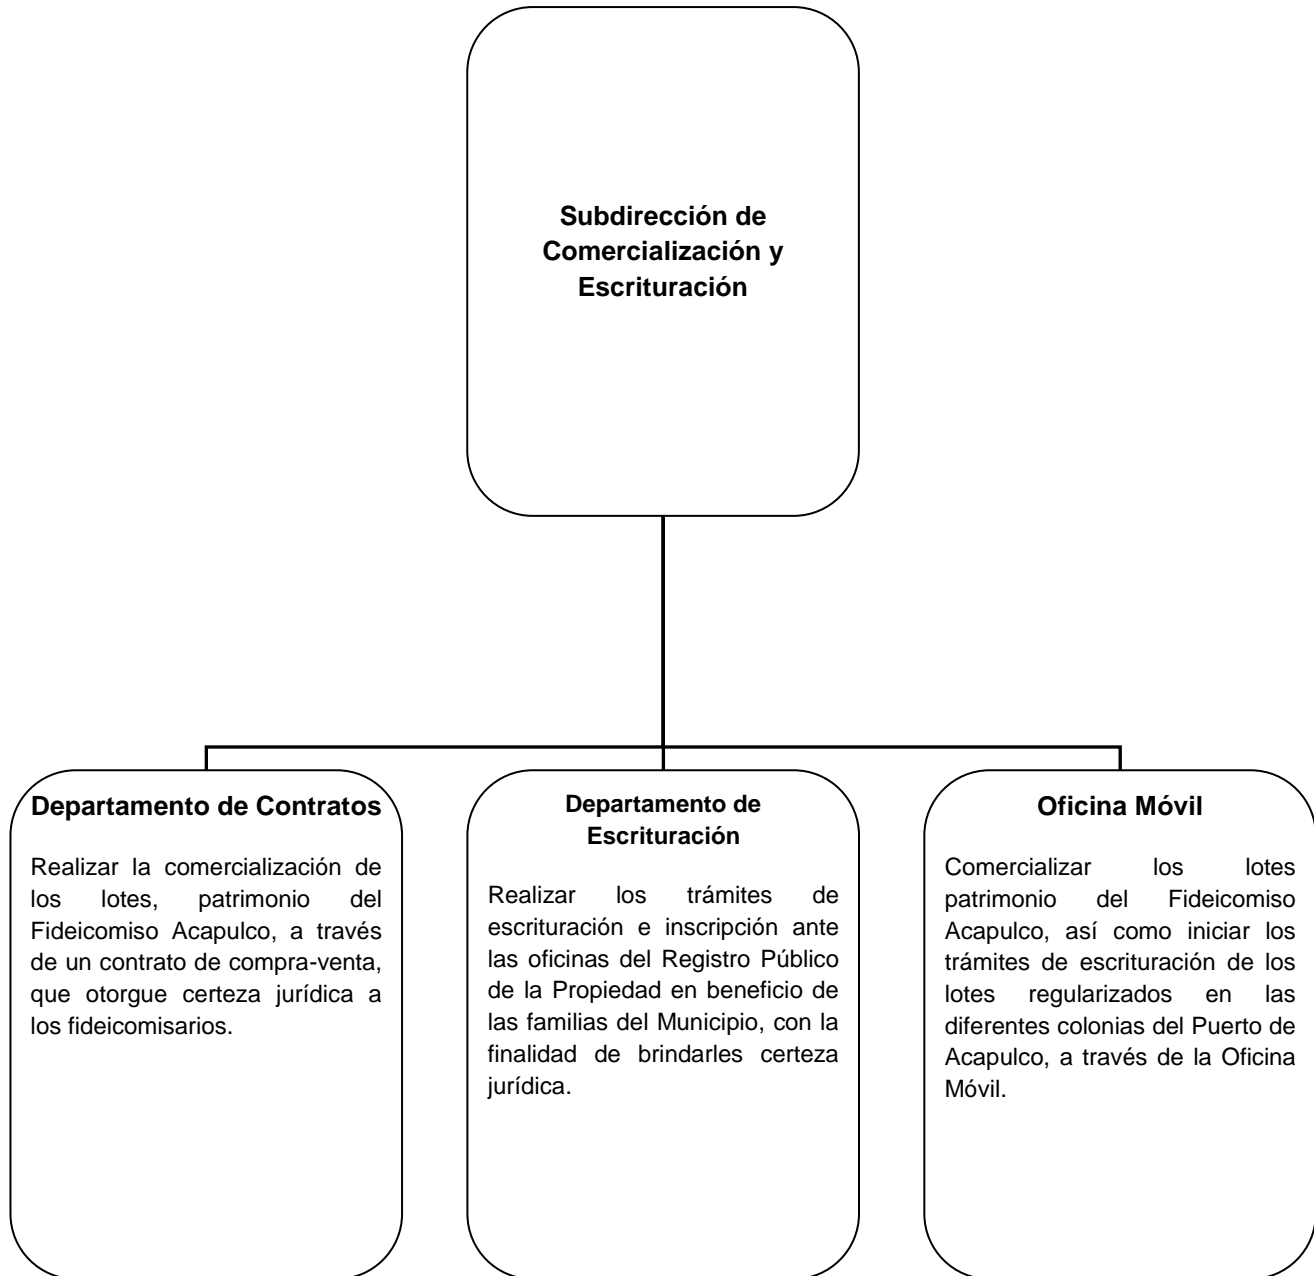 Subdirección de
Comercialización y
Escrituración
Departamento de Contratos
Realizar la comercialización de
los lotes, patrimonio del
Fideicomiso Acapulco, a través
de un contrato de compra-venta,
que otorgue certeza jurídica a
los fideicomisarios.
Departamento de
Escrituración
Realizar los trámites de
escrituración e inscripción ante
las oficinas del Registro Público
de la Propiedad en beneficio de
las familias del Municipio, con la
finalidad de brindarles certeza
jurídica.
Oficina Móvil
Comercializar los lotes
patrimonio del Fideicomiso
Acapulco, así como iniciar los
trámites de escrituración de los
lotes regularizados en las
diferentes colonias del Puerto de
Acapulco, a través de la Oficina
Móvil.